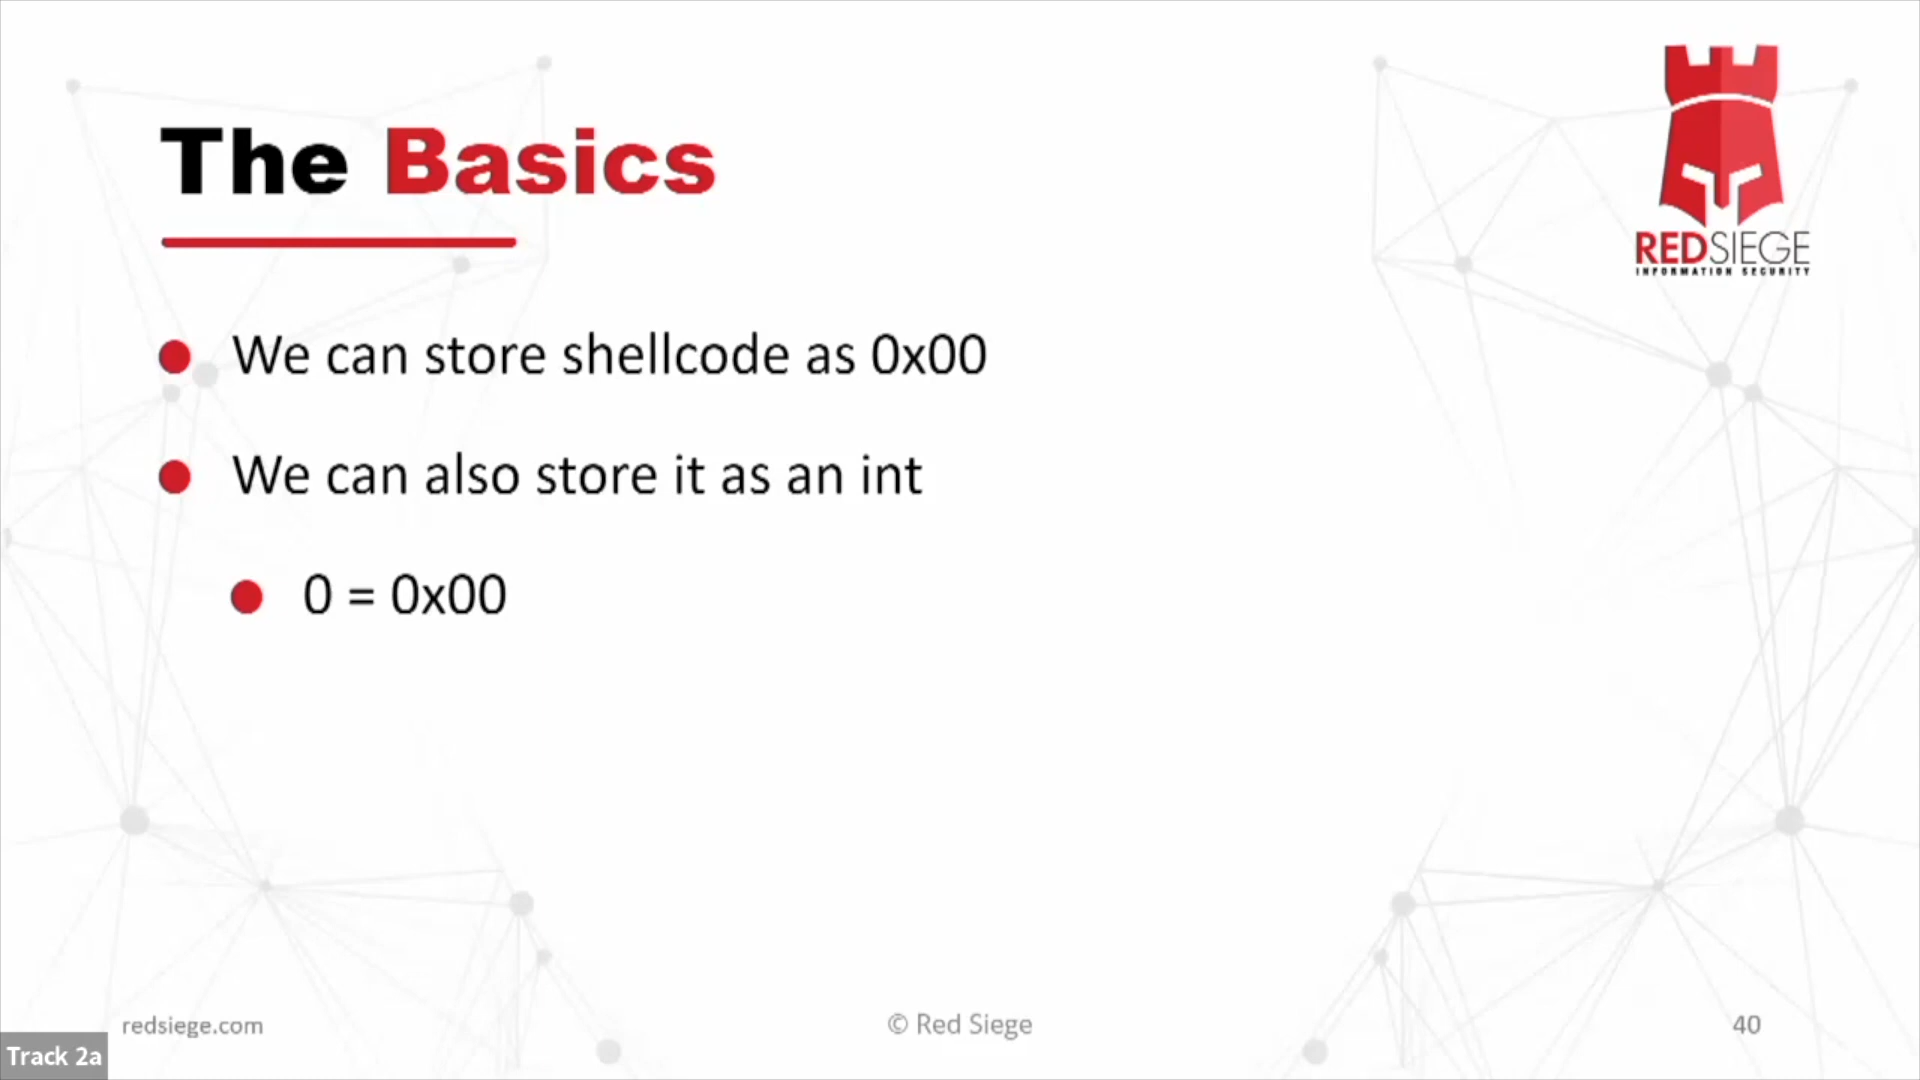 The Basics
REDSIEGE
INFORMATION SECURITY
We can store shellcode as 0x00
We can also store it as an int
0 = 0x00
redsiege.com
© Red Siege
40
Track 2a